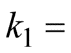 k₁ =